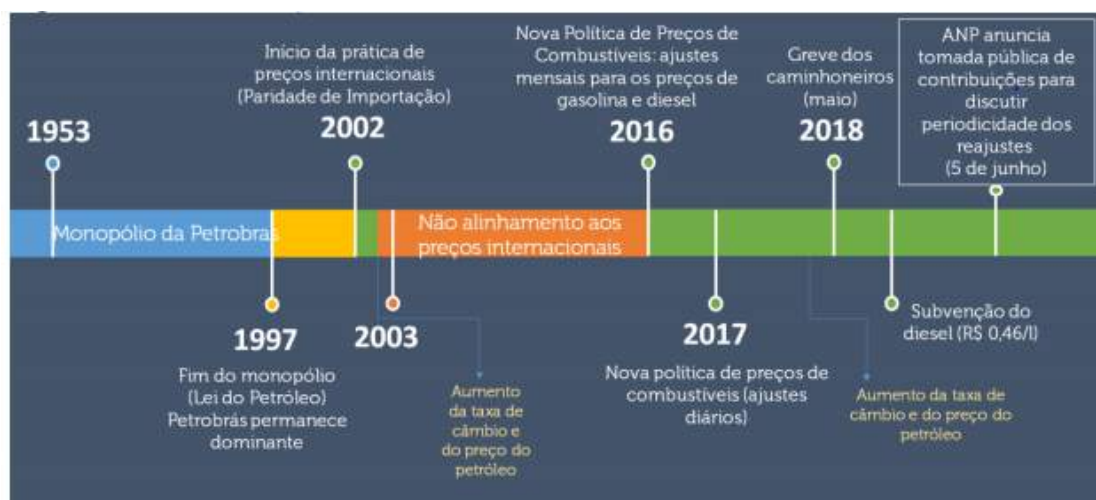 1953
Início da prática de
preços internacionais
(Paridade de Importação)
2002
Nova Política de Preços de
Combustíveis: ajustes
mensais para os preços de
gasolina e diesel
2016
Greve dos
caminhoneiros
(maio)
2018
ANP anuncia
tomada pública de
contribuições para
discutir
periodicidade dos
reajustes
(5 de junho)
Monopólio da Petrobras
Não alinhamento aos
preços internacionais
1997
Fim do monopólio
(Lei do Petróleo)
Petrobrás permanece
dominante
2003
Aumento
da taxa de
câmbio e
do preço do
petróleo
2017
Nova política de preços de
combustíveis (ajustes
diários)
Subvenção do
diesel (R$ 0,46/l)
Aumento da taxa de
câmbio e do preço do
petróleo